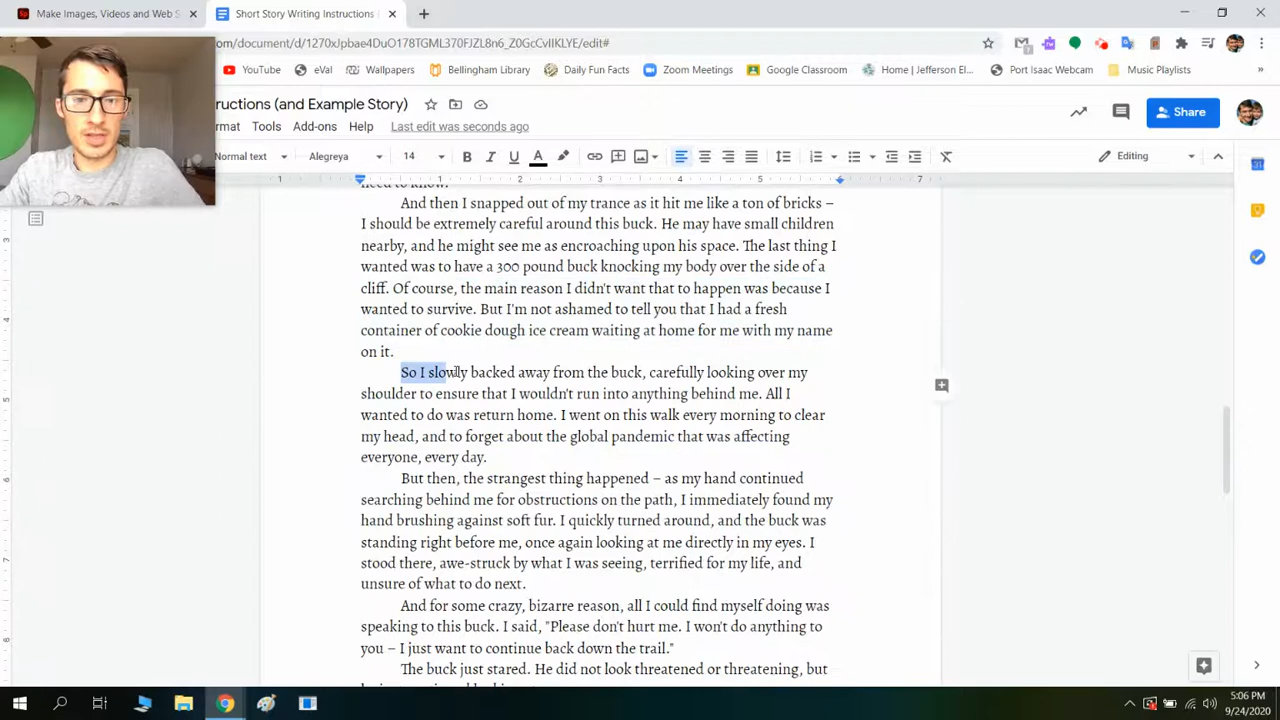 Make Images, Videos and Web S
Short Story Writing Instructions (
om/document/d/1270xJpbae4DuO178TGML370FJZL8n6_Z0GcCvIIKLYE/edit#
YouTube
eVal
Wallpapers
Bellingham Library
Daily Fun Facts
Zoom Meetings
Google Classroom
Home | Jefferson El...
Port Isaac Webcam
Music Playlists
uctions (and Example Story)
Share
rmat
Tools
Add-ons
Help
Last edit was seconds ago
Normal text
Alegreya
14
Editing
1 1 2 3 4 5 7
need to know.
And then I snapped out of my trance as it hit me like a ton of bricks –
I should be extremely careful around this buck. He may have small children
nearby, and he might see me as encroaching upon his space. The last thing I
wanted was to have a 300 pound buck knocking my body over the side of a
cliff. Of course, the main reason I didn't want that to happen was because I
wanted to survive. But I'm not ashamed to tell you that I had a fresh
container of cookie dough ice cream waiting at home for me with my name
on it.
So I slowly backed away from the buck, carefully looking over my
shoulder to ensure that I wouldn't run into anything behind me. All I
wanted to do was return home. I went on this walk every morning to clear
my head, and to forget about the global pandemic that was affecting
everyone, every day.
But then, the strangest thing happened – as my hand continued
searching behind me for obstructions on the path, I immediately found my
hand brushing against soft fur. I quickly turned around, and the buck was
standing right before me, once again looking at me directly in my eyes. I
stood there, awe-struck by what I was seeing, terrified for my life, and
unsure of what to do next.
And for some crazy, bizarre reason, all I could find myself doing was
speaking to this buck. I said, "Please don't hurt me. I won't do anything to
you – I just want to continue back down the trail."
The buck just stared. He did not look threatened or threatening, but
5:06 PM
9/24/2020